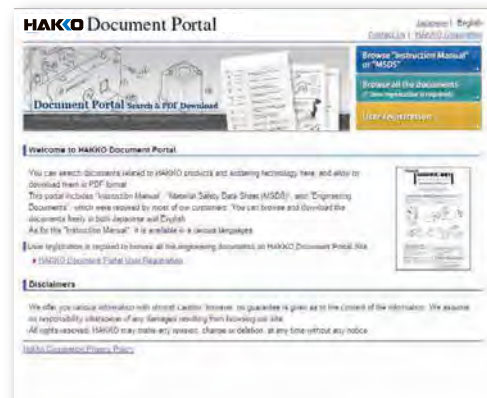 HAKKO Document Portal
Japanese | English
Contact Us | HAKKO Corporation
Document Portal Search & PDF Download
Browse "Instruction Manual"
or "MSDS"
Browse all the documents
(* User registration is required)
User registration
Welcome to HAKKO Document Portal.
You can search documents related to HAKKO products and soldering technology here, and allow to
download them in PDF format.
This portal includes "Instruction Manual", "Material Safety Data Sheet (MSDS)", and "Engineering
Documents", which were required by most of our customers. You can browse and download the
documents freely in both Japanese and English.
As for the "Instruction Manual", it is available in a various languages.
User registration is required to browse all the engineering documents on HAKKO Document Portal Site.
HAKKO Document Portal User Registration
Disclaimers
We offer you various information with utmost caution, however, no guarantee is given as to the content of the information. We assume
no responsibility whatsoever of any damages resulting from browsing our site.
All rights reserved. HAKKO may make any revision, change or deletion, at any time without any notice.
Hakko Corporation Privacy Policy